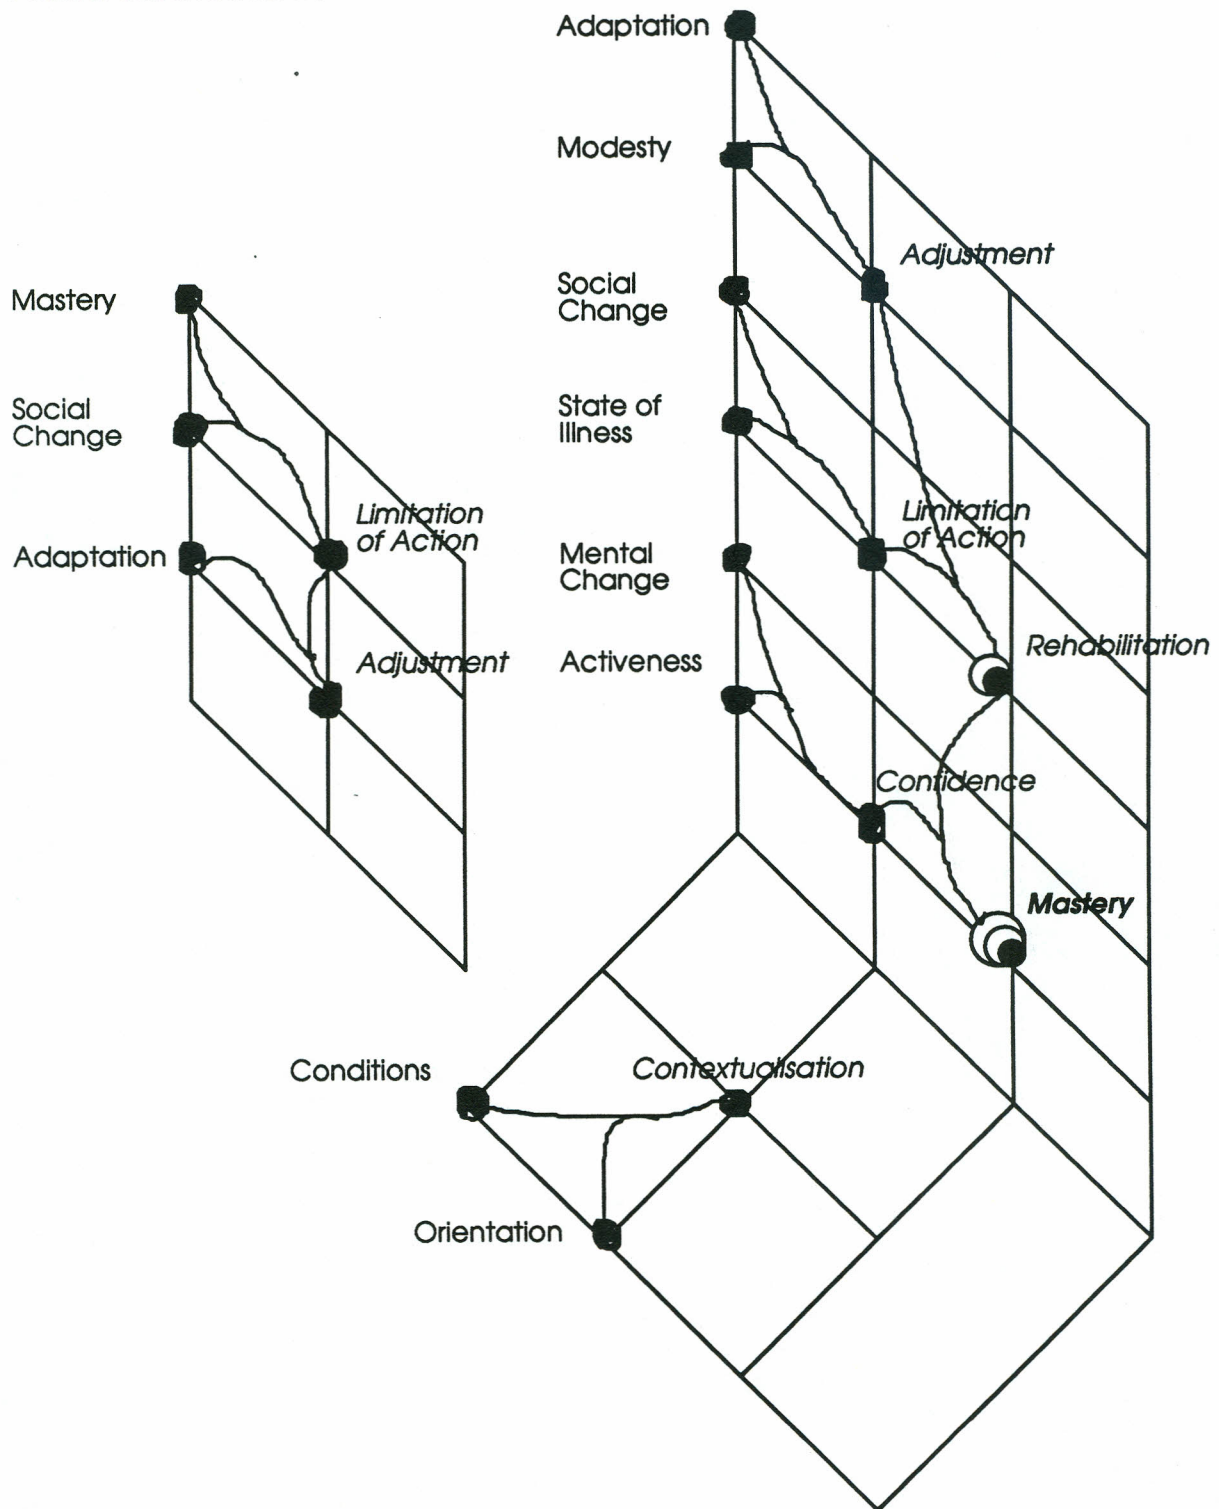 Adaptation
Modesty
Adjustment
Social
Change
Mastery
Social
Change
State of
Illness
Limitation
of Action
Limitation
of Action
Adaptation
Mental
Change
Rehabilitation
Adjustment
Activeness
Confidence
Mastery
Conditions
Contextualisation
Orientation